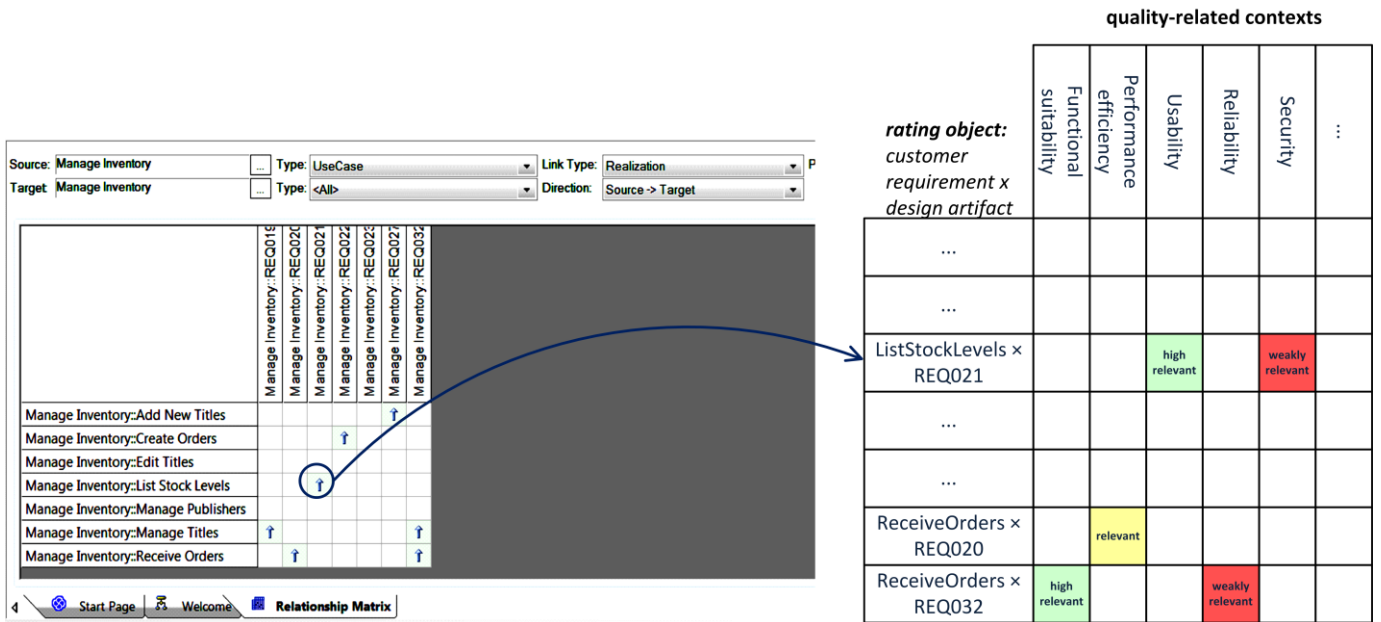 quality-related contexts
rating object:
customer
requirement x
design artifact
Functional
suitability
Performance
efficiency
Usability
Reliability
Security
...
Source: Manage Inventory ... Type: UseCase Link Type: Realization P
Target Manage Inventory ... Type: <All> Direction: Source -> Target
Manage Inventory::REQ019
Manage Inventory::REQ020
Manage Inventory::REQ021
Manage Inventory::REQ022
Manage Inventory::REQ023
Manage Inventory::REQ027
Manage Inventory::REQ032
Manage Inventory::Add New Titles
Manage Inventory::Create Orders
Manage Inventory::Edit Titles
Manage Inventory::List Stock Levels
Manage Inventory::Manage Publishers
Manage Inventory::Manage Titles
Manage Inventory::Receive Orders
Start Page Welcome Relationship Matrix
...
...
ListStockLevels ×
REQ021
high
relevant
weakly
relevant
...
...
ReceiveOrders ×
REQ020
relevant
ReceiveOrders ×
REQ032
high
relevant
weakly
relevant